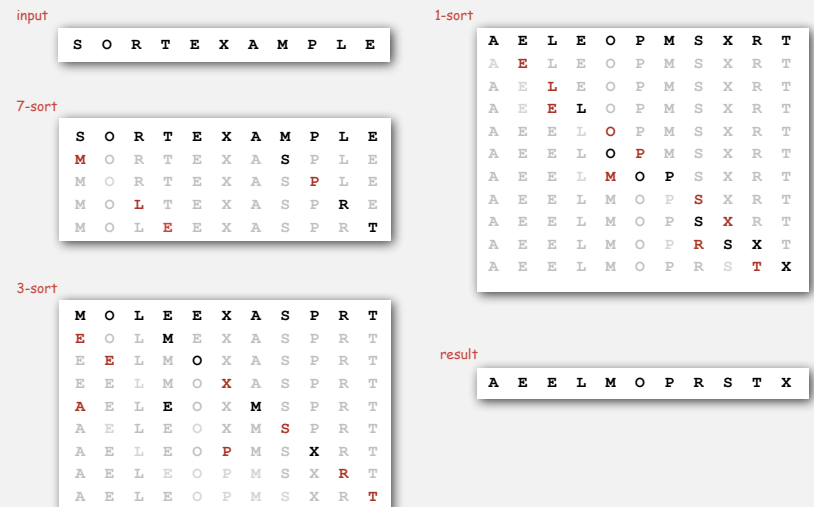 input
S O R T E X A M P L E
7-sort
S O R T E X A M P L E
M O R T E X A S P L E
M O R T E X A S P L E
M O L T E X A S P R E
M O L E E X A S P R T
3-sort
M O L E E X A S P R T
E O L M E X A S P R T
E E L M O X A S P R T
E E L M O X A S P R T
A E L E O X M S P R T
A E L E O X M S P R T
A E L E O P M S X R T
A E L E O P M S X R T
A E L E O P M S X R T
1-sort
A E L E O P M S X R T
A E L E O P M S X R T
A E L E O P M S X R T
A E E L O P M S X R T
A E E L O P M S X R T
A E E L O P M S X R T
A E E L M O P S X R T
A E E L M O P S X R T
A E E L M O P S X R T
A E E L M O P R S X T
A E E L M O P R S T X
result
A E E L M O P R S T X